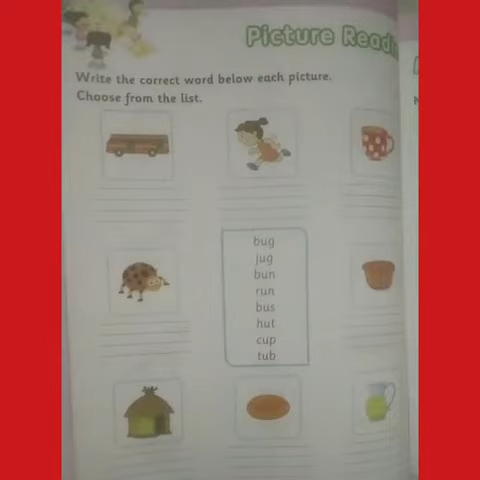 Picture Readi
Write the correct word below each picture.
Choose from the list.
bug
jug
bun
run
bus
hut
cup
tub